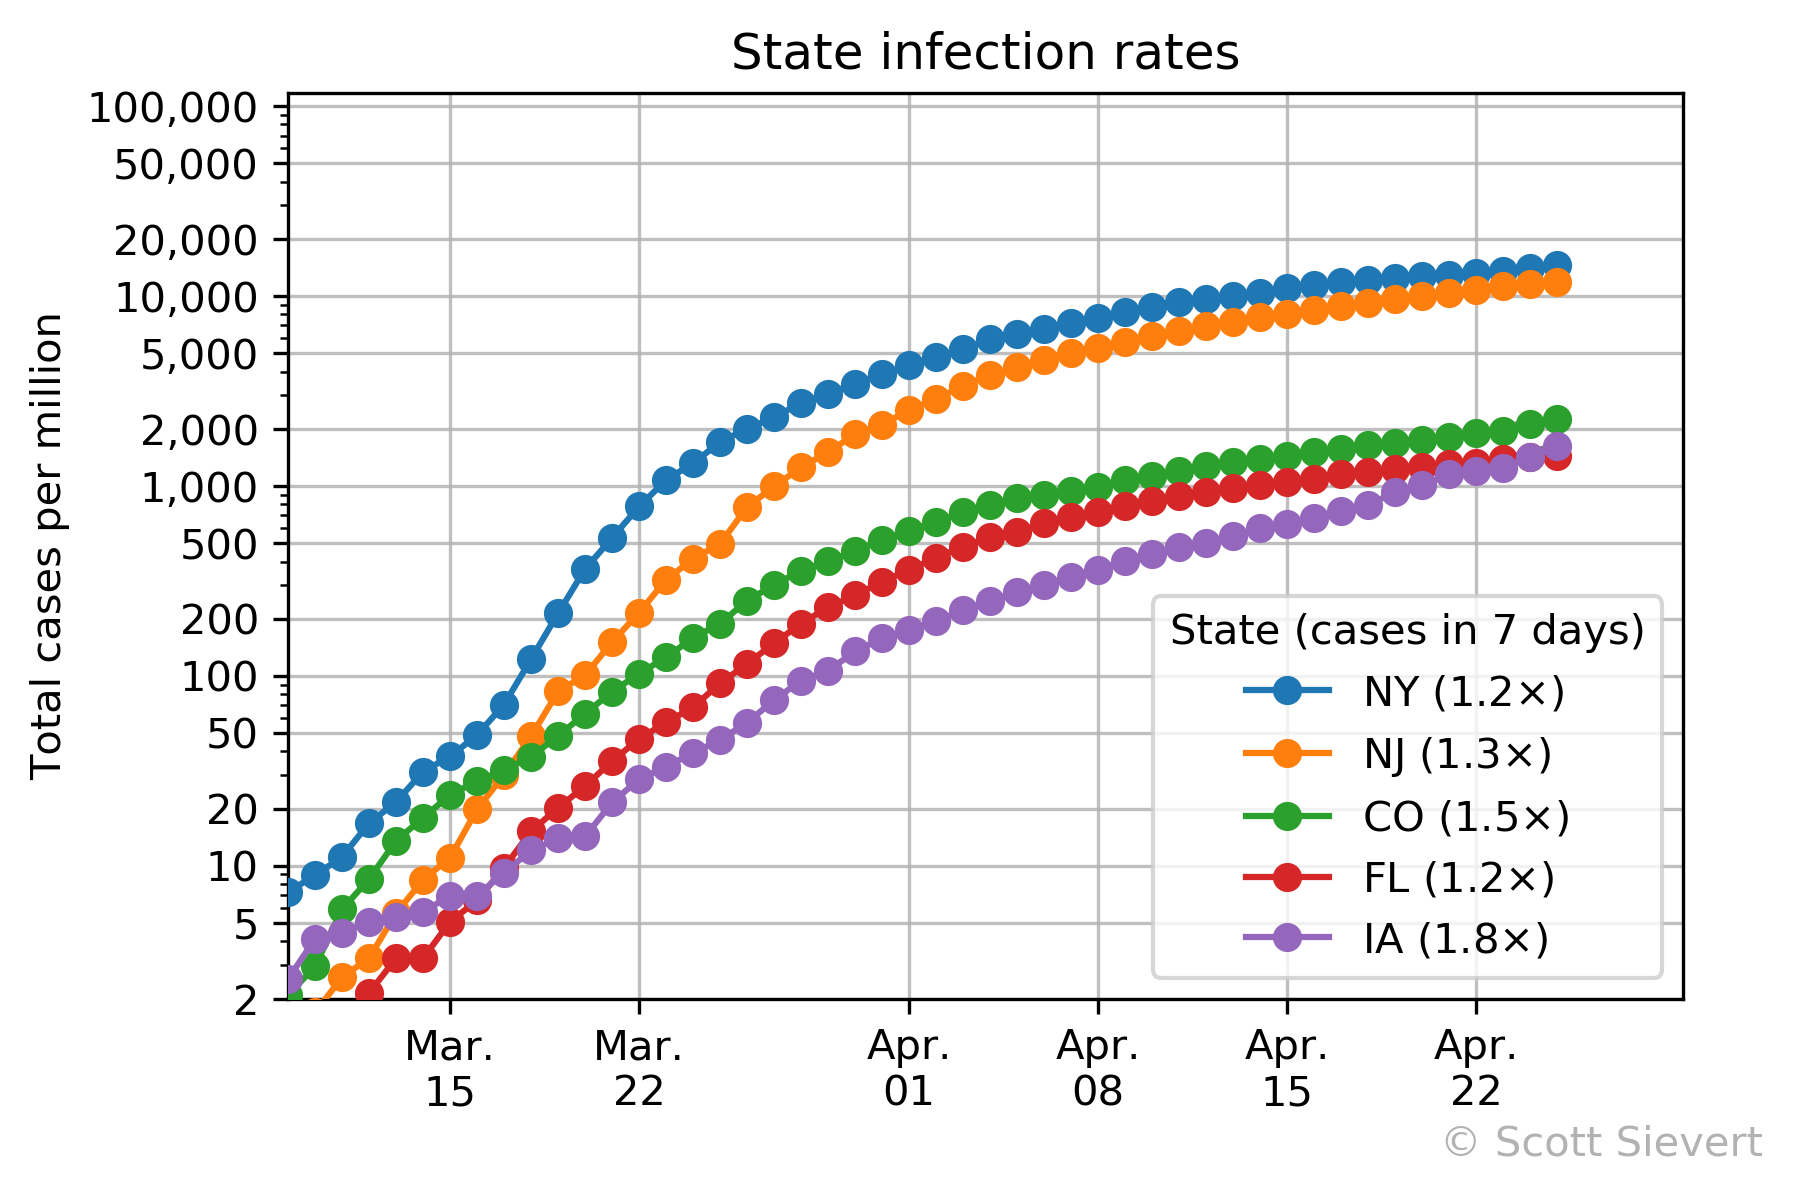 State infection rates
100,000
50,000
20,000
10,000
5,000
2,000
1,000
500
200
100
50
20
10
5
2
Total cases per million
State (cases in 7 days)
NY (1.2×)
NJ (1.3×)
CO (1.5×)
FL (1.2×)
IA (1.8×)
Mar.
15
Mar.
22
Apr.
01
Apr.
08
Apr.
15
Apr.
22
© Scott Sievert